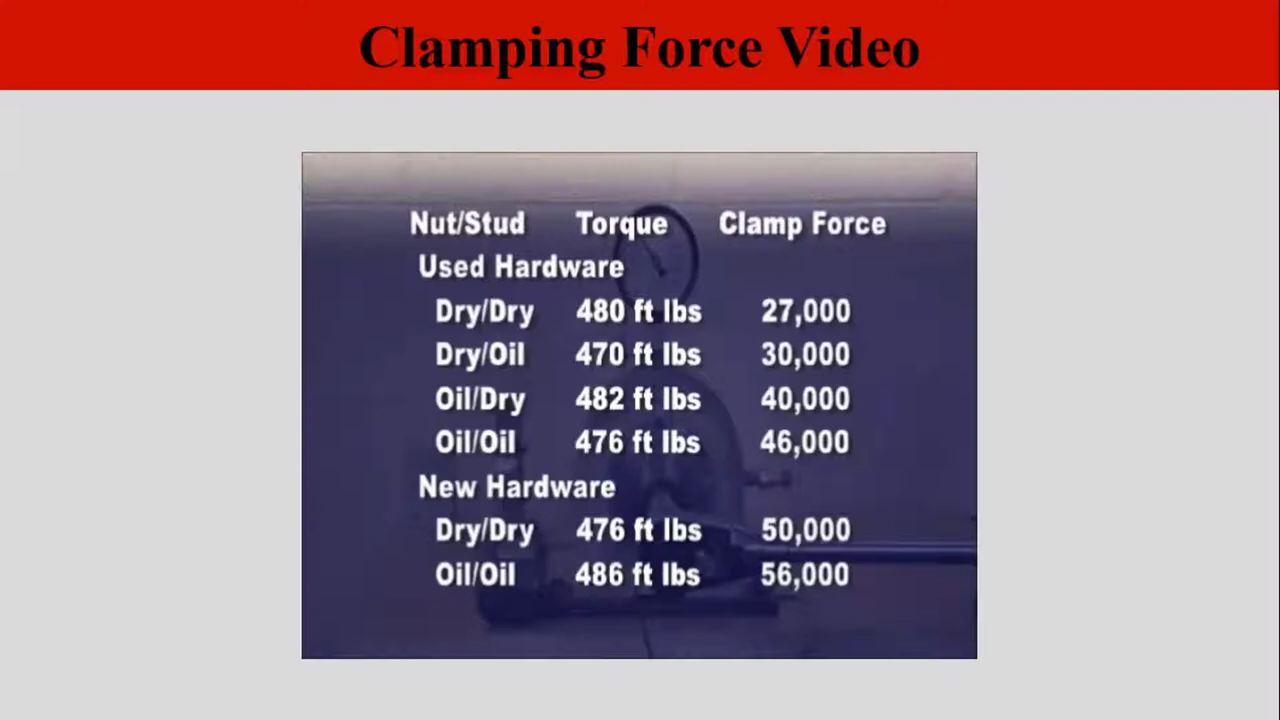 Clamping Force Video
Nut/Stud Torque Clamp Force
Used Hardware
Dry/Dry 480 ft lbs 27,000
Dry/Oil 470 ft lbs 30,000
Oil/Dry 482 ft lbs 40,000
Oil/Oil 476 ft lbs 46,000
New Hardware
Dry/Dry 476 ft lbs 50,000
Oil/Oil 486 ft lbs 56,000